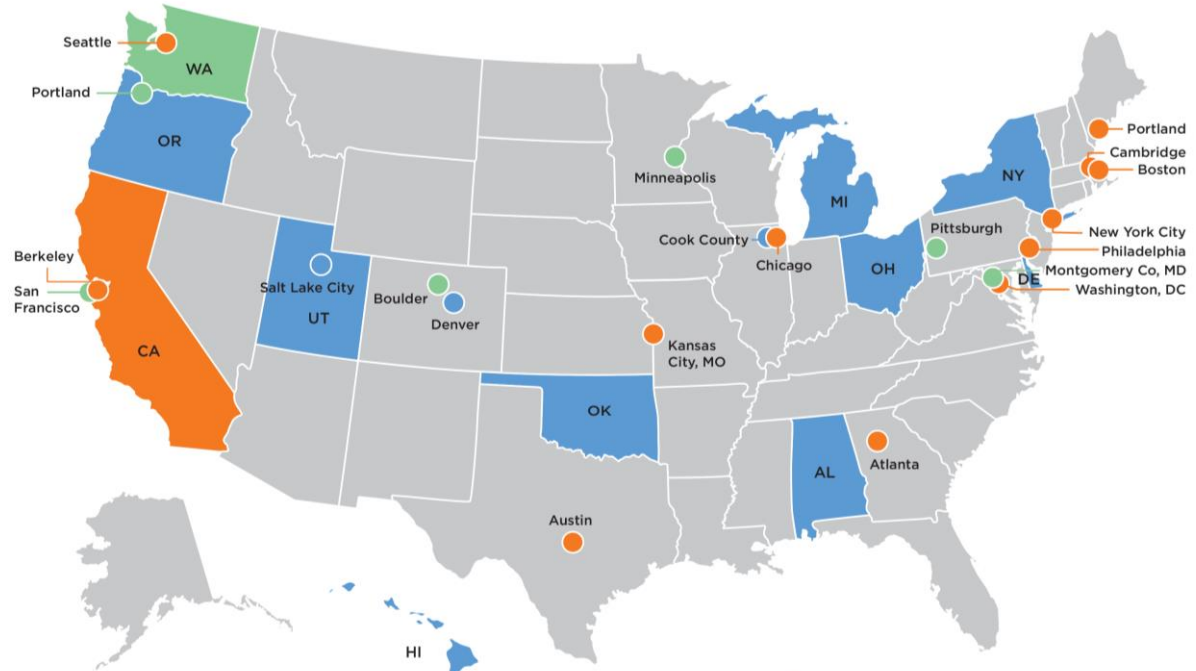 Seattle
WA
Portland
OR
Berkeley
San
Francisco
CA
Salt Lake City
UT
Boulder
Denver
Minneapolis
Cook County
Chicago
Kansas
City, MO
OK
Austin
HI
MI
OH
AL
Atlanta
NY
Pittsburgh
DE
Portland
Cambridge
Boston
New York City
Philadelphia
Montgomery Co, MD
Washington, DC